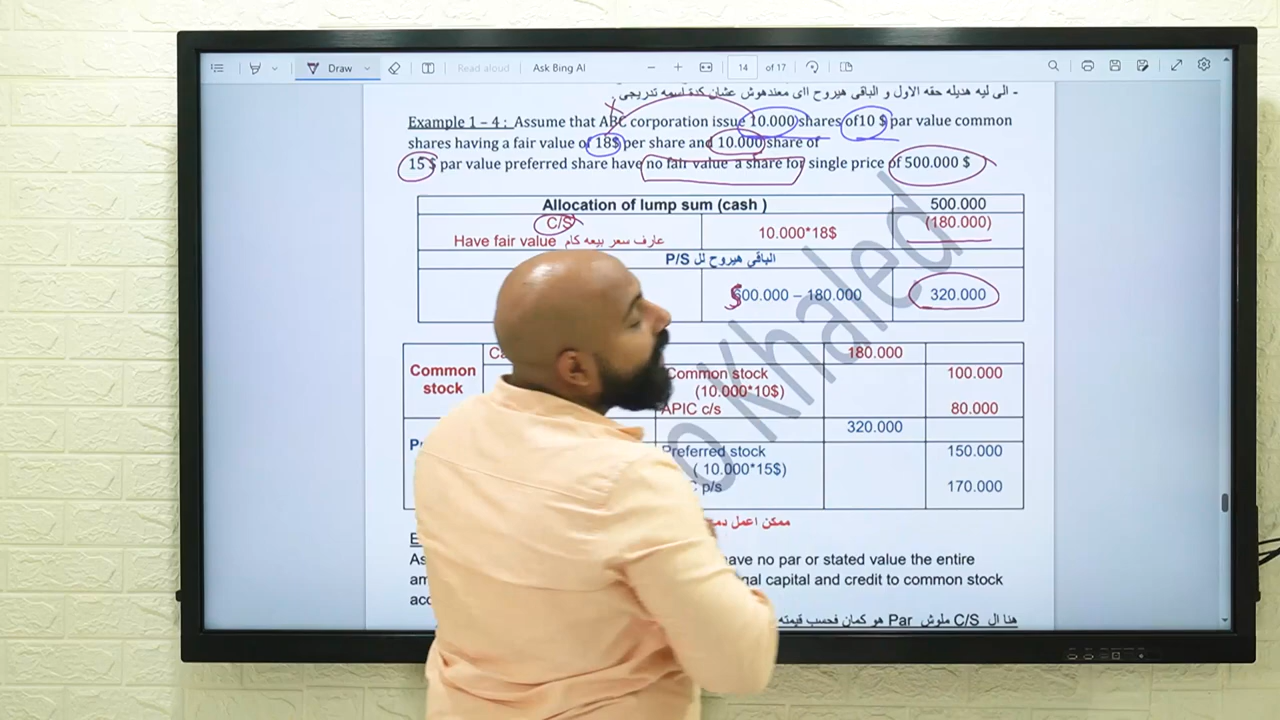 Draw
Read aloud
Ask Bing AI
14
of 17
- الى ليه هديله حقه الاول و الباقى هيروح
معندهوش عشان كدة اسمه تدريجى
Example 1 – 4 : Assume that ABC corporation issue 10.000 shares of 10 $ par value common
shares having a fair value of 18$ per share and 10.000 share of
15 $ par value preferred share have no fair value a share for single price of 500.000 $
Allocation of lump sum (cash )
500.000
C/S
Have fair value عارف سعر بيعه كام
10.000*18$
(180.000)
الباقى هيروح لل P/S
500.000 – 180.000
320.000
Common
stock
180.000
Common stock
(10.000*10$)
APIC c/s
100.000
80.000
320.000
Preferred stock
( 10.000*15$)
p/s
150.000
170.000
ممكن اعمل
have no par or stated value the entire
capital and credit to common stock
هنا ال C/S ملوش Par هو كمان فحسب قيمته
Khaled